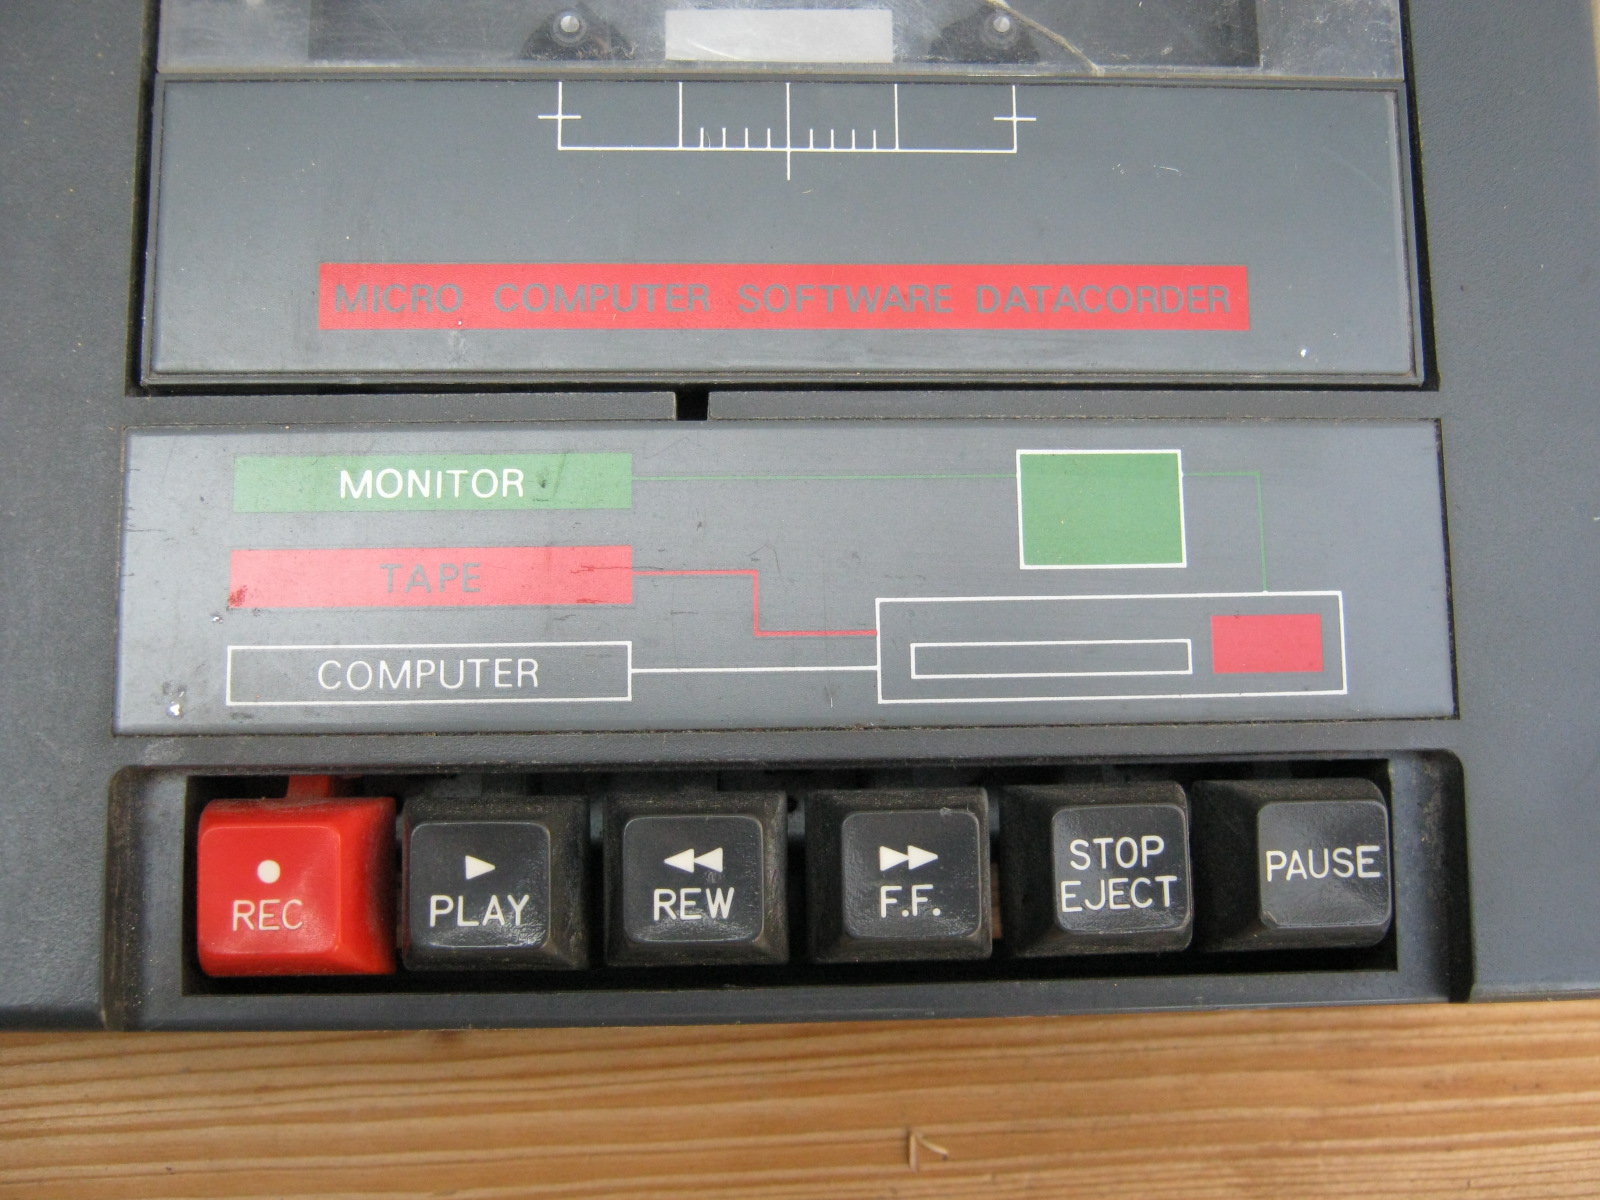 MICRO COMPUTER SOFTWARE DATACORDER
MONITOR
TAPE
COMPUTER
REC
PLAY
REW
F.F.
STOP
EJECT
PAUSE